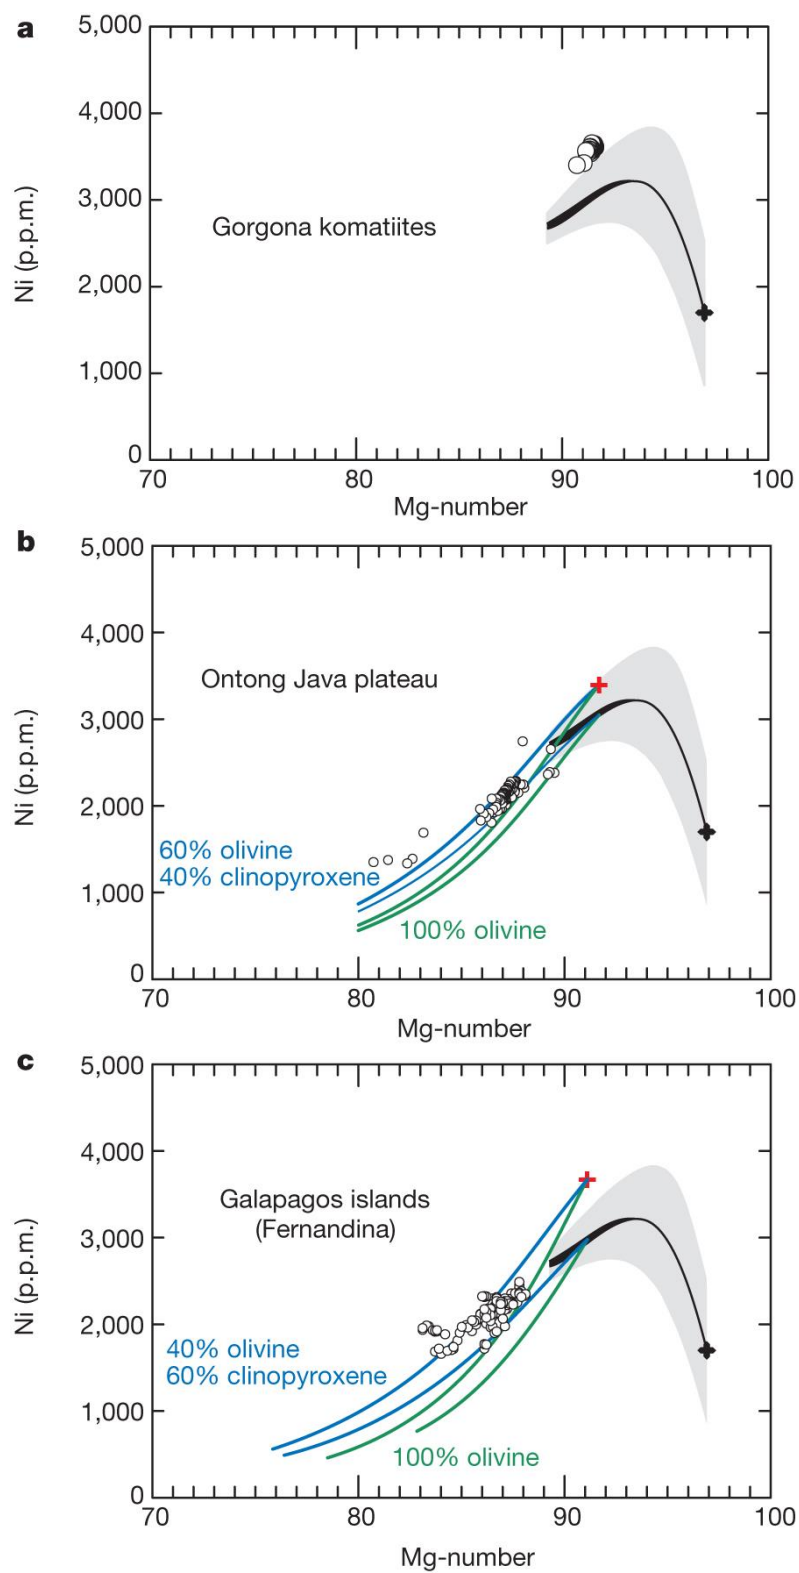 a
5,000
4,000
3,000
2,000
1,000
0
Ni (p.p.m.)
Gorgona komatiites
70
80
90
100
Mg-number
b
5,000
4,000
3,000
2,000
1,000
0
Ni (p.p.m.)
Ontong Java plateau
60% olivine
40% clinopyroxene
100% olivine
70
80
90
100
Mg-number
c
5,000
4,000
3,000
2,000
1,000
0
Ni (p.p.m.)
Galapagos islands
(Fernandina)
40% olivine
60% clinopyroxene
100% olivine
70
80
90
100
Mg-number